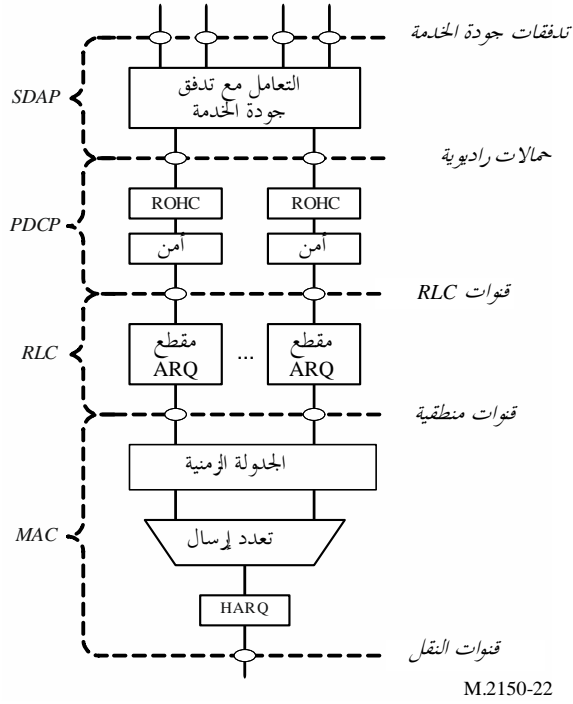 تدفقات جودة الخدمة
التعامل مع تدفق
جودة الخدمة
SDAP
حمالات راديوية
ROHC
ROHC
PDCP
أمن
أمن
قنوات RLC
مقطع
ARQ
...
مقطع
ARQ
RLC
قنوات منطقية
الجدولة الزمنية
تعدد إرسال
MAC
HARQ
قنوات النقل
M.2150-22